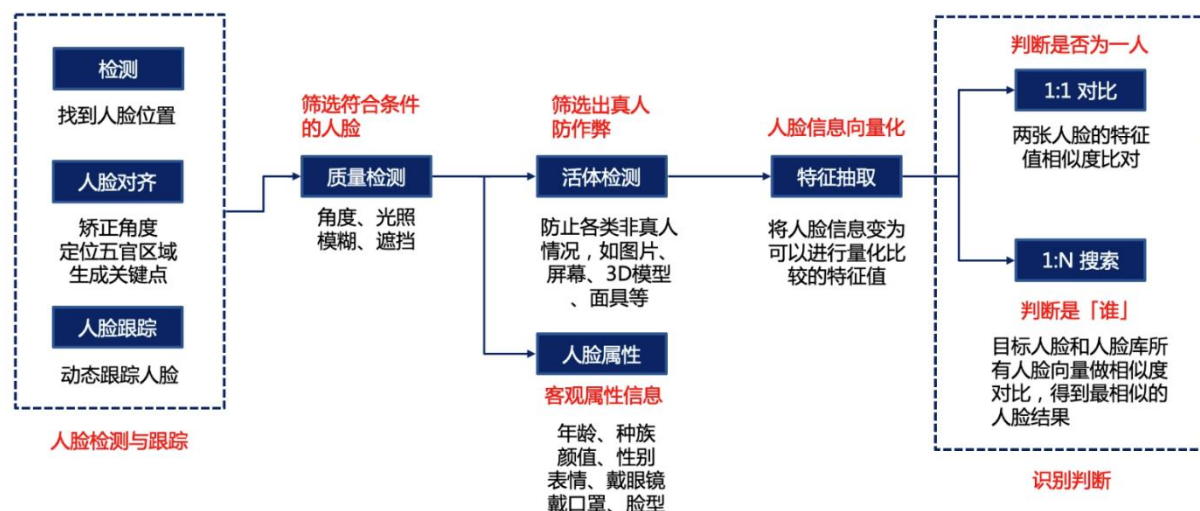 检测
找到人脸位置
人脸对齐
矫正角度
定位五官区域
生成关键点
人脸跟踪
动态跟踪人脸
人脸检测与跟踪
筛选符合条件
的人脸
质量检测
角度、光照
模糊、遮挡
筛选出真人
防作弊
活体检测
防止各类非真人
情况，如图片、
屏幕、3D模型
、面具等
人脸属性
客观属性信息
年龄、种族
颜值、性别
表情、戴眼镜
戴口罩、脸型
人脸信息向量化
特征抽取
将人脸信息变为
可以进行量化比
较的特征值
判断是否为一人
1:1 对比
两张人脸的特征
值相似度比对
1:N 搜索
判断是「谁」
目标人脸和人脸库所
有人脸向量做相似度
对比，得到最相似的
人脸结果
识别判断